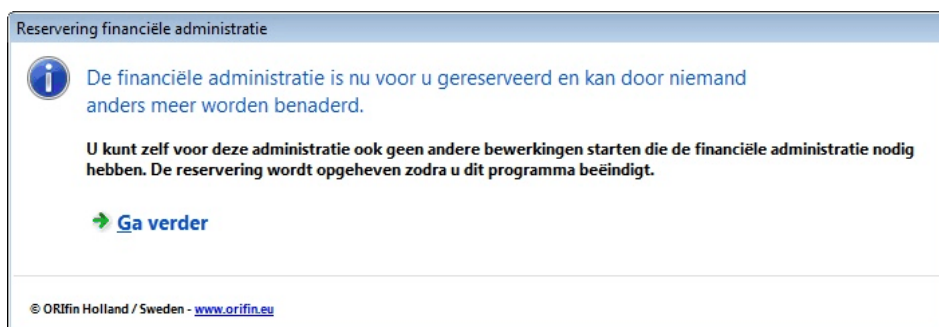 Reservering financiële administratie
De financiële administratie is nu voor u gereserveerd en kan door niemand
anders meer worden benaderd.
U kunt zelf voor deze administratie ook geen andere bewerkingen starten die de financiële administratie nodig
hebben. De reservering wordt opgeheven zodra u dit programma beëindigt.
Ga verder
© ORIfin Holland / Sweden - www.orifin.eu